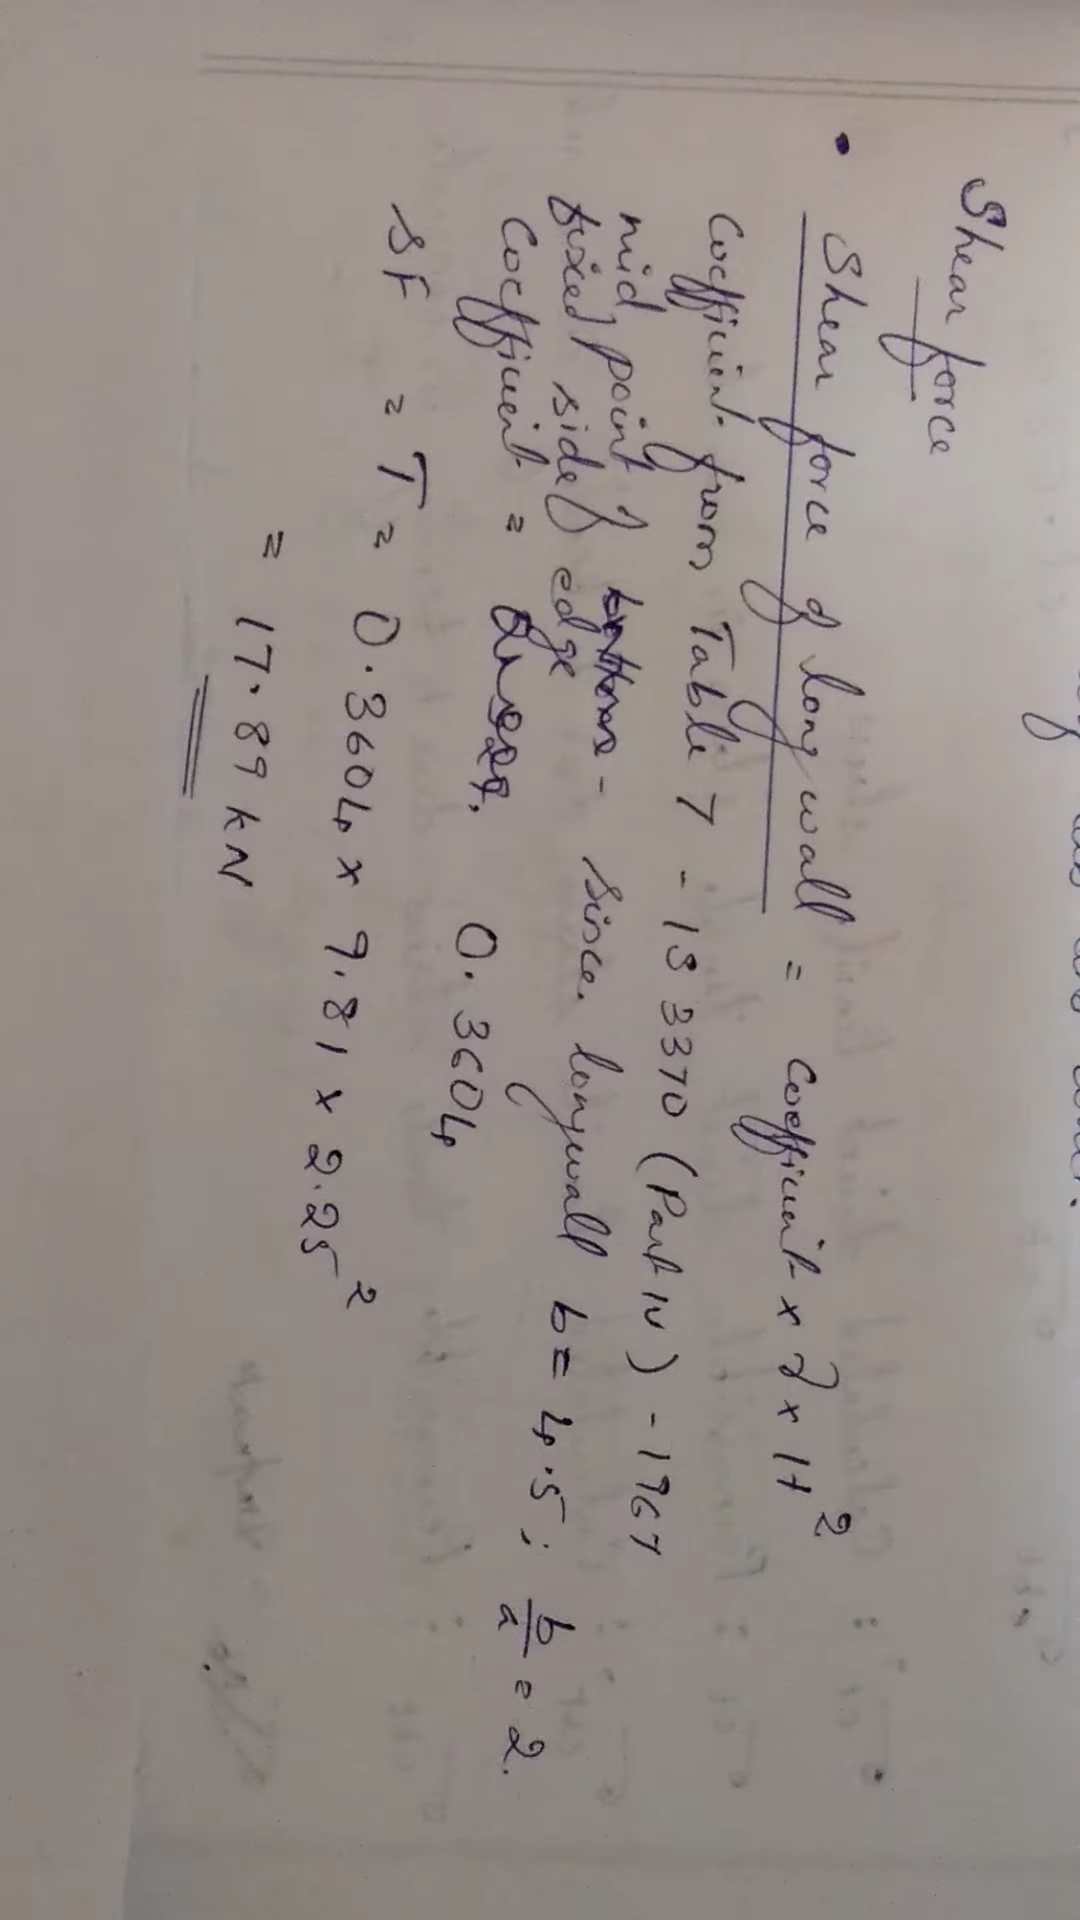 Shear force
• Shear force of long wall = Coefficient x γ x H²
Coefficient from Table 7 - IS 3370 (Part IV) - 1967
mid point of - Since long wall b = 4.5 ; b/a = 2.
fixed side edge
Coefficient = 0.3604
SF = T = 0.3604 x 9.81 x 2.25²
= 17.89 kN